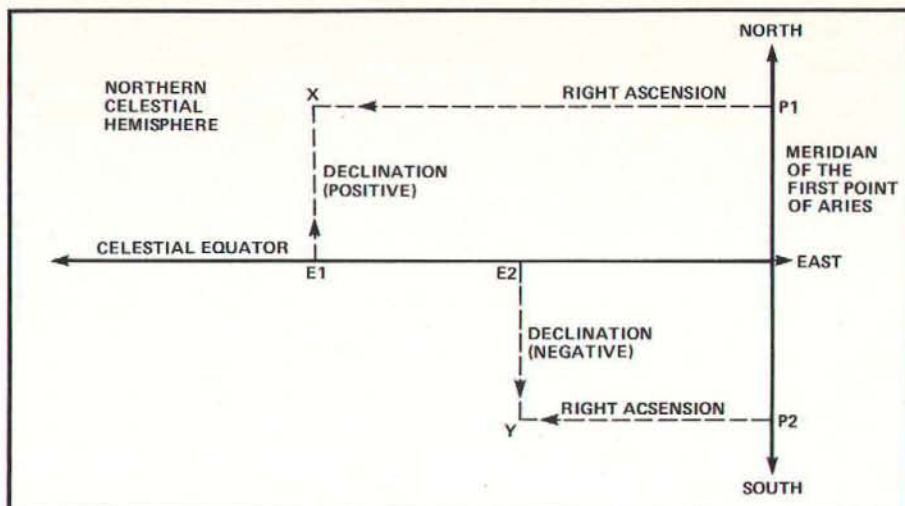 NORTH
NORTHERN
CELESTIAL
HEMISPHERE
X
RIGHT ASCENSION
P1
DECLINATION
(POSITIVE)
MERIDIAN
OF THE
FIRST POINT
OF ARIES
CELESTIAL EQUATOR
E1
E2
EAST
DECLINATION
(NEGATIVE)
RIGHT ACSENSION
Y
P2
SOUTH